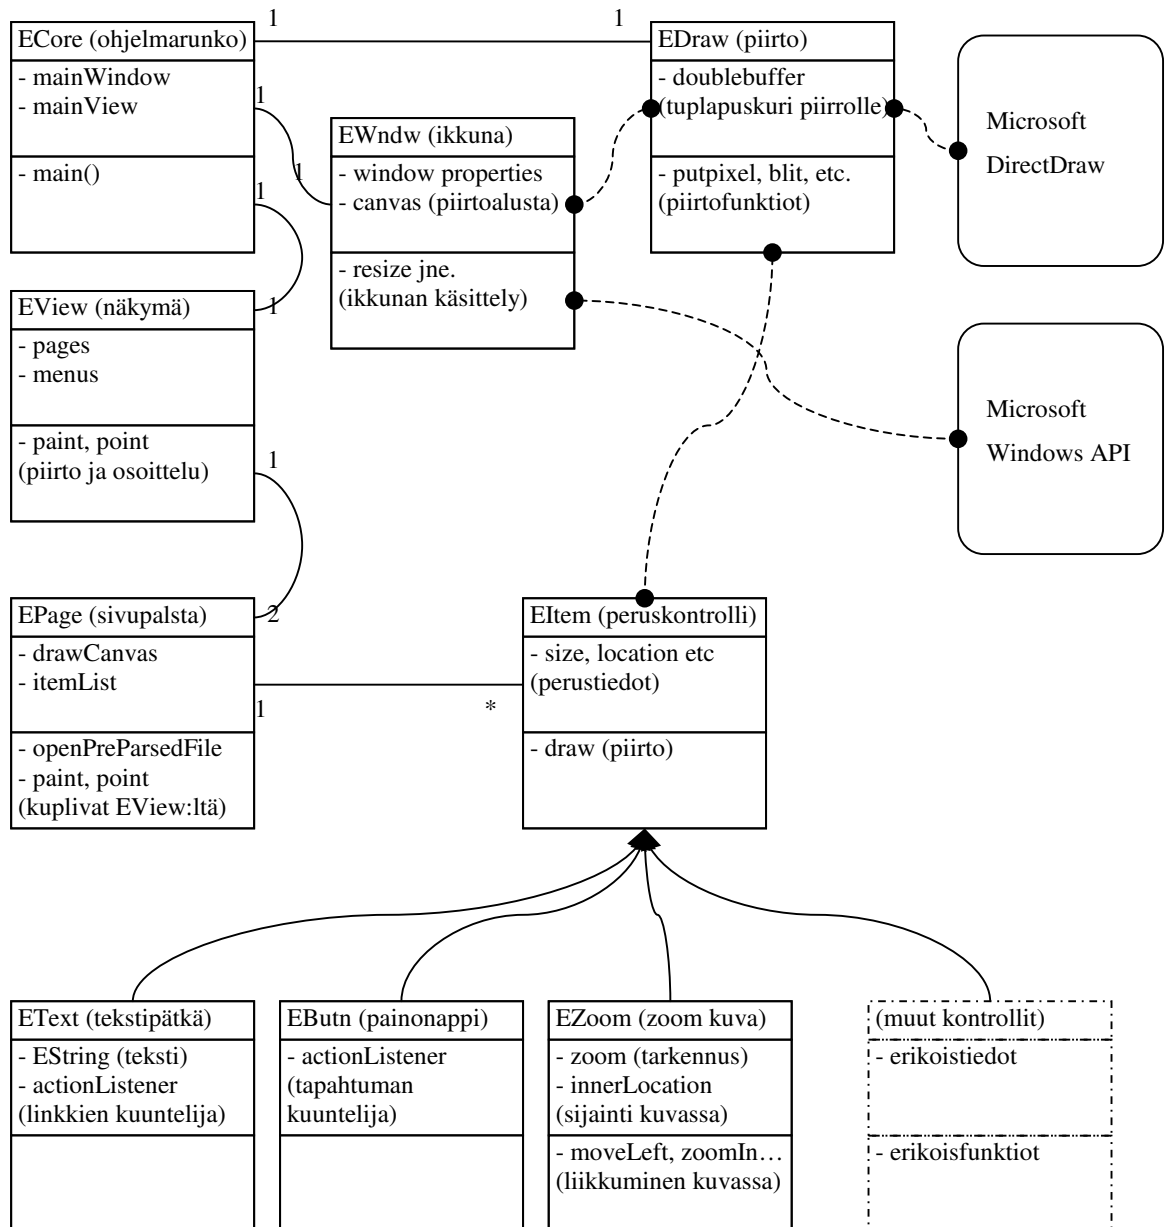 1
1
ECore (ohjelmarunko)
- mainWindow
- mainView
- main()
1
1
1
1
EDraw (piirto)
- doublebuffer
(tuplapuskuri piirrolle)
- putpixel, blit, etc.
(piirtofunktiot)
Microsoft
DirectDraw
EWndw (ikkuna)
- window properties
- canvas (piirtoalusta)
- resize jne.
(ikkunan käsittely)
EView (näkymä)
- pages
- menus
- paint, point
(piirto ja osoittelu)
1
2
Microsoft
Windows API
EPage (sivupalsta)
- drawCanvas
- itemList
- openPreParsedFile
- paint, point
(kuplivat EView:ltä)
1
*
EItem (peruskontrolli)
- size, location etc
(perustiedot)
- draw (piirto)
EText (tekstipätkä)
- EString (teksti)
- actionListener
(linkkien kuuntelija)
EButn (painonappi)
- actionListener
(tapahtuman
kuuntelija)
EZoom (zoom kuva)
- zoom (tarkennus)
- innerLocation
(sijainti kuvassa)
- moveLeft, zoomIn…
(liikkuminen kuvassa)
(muut kontrollit)
- erikoistiedot
- erikoisfunktiot